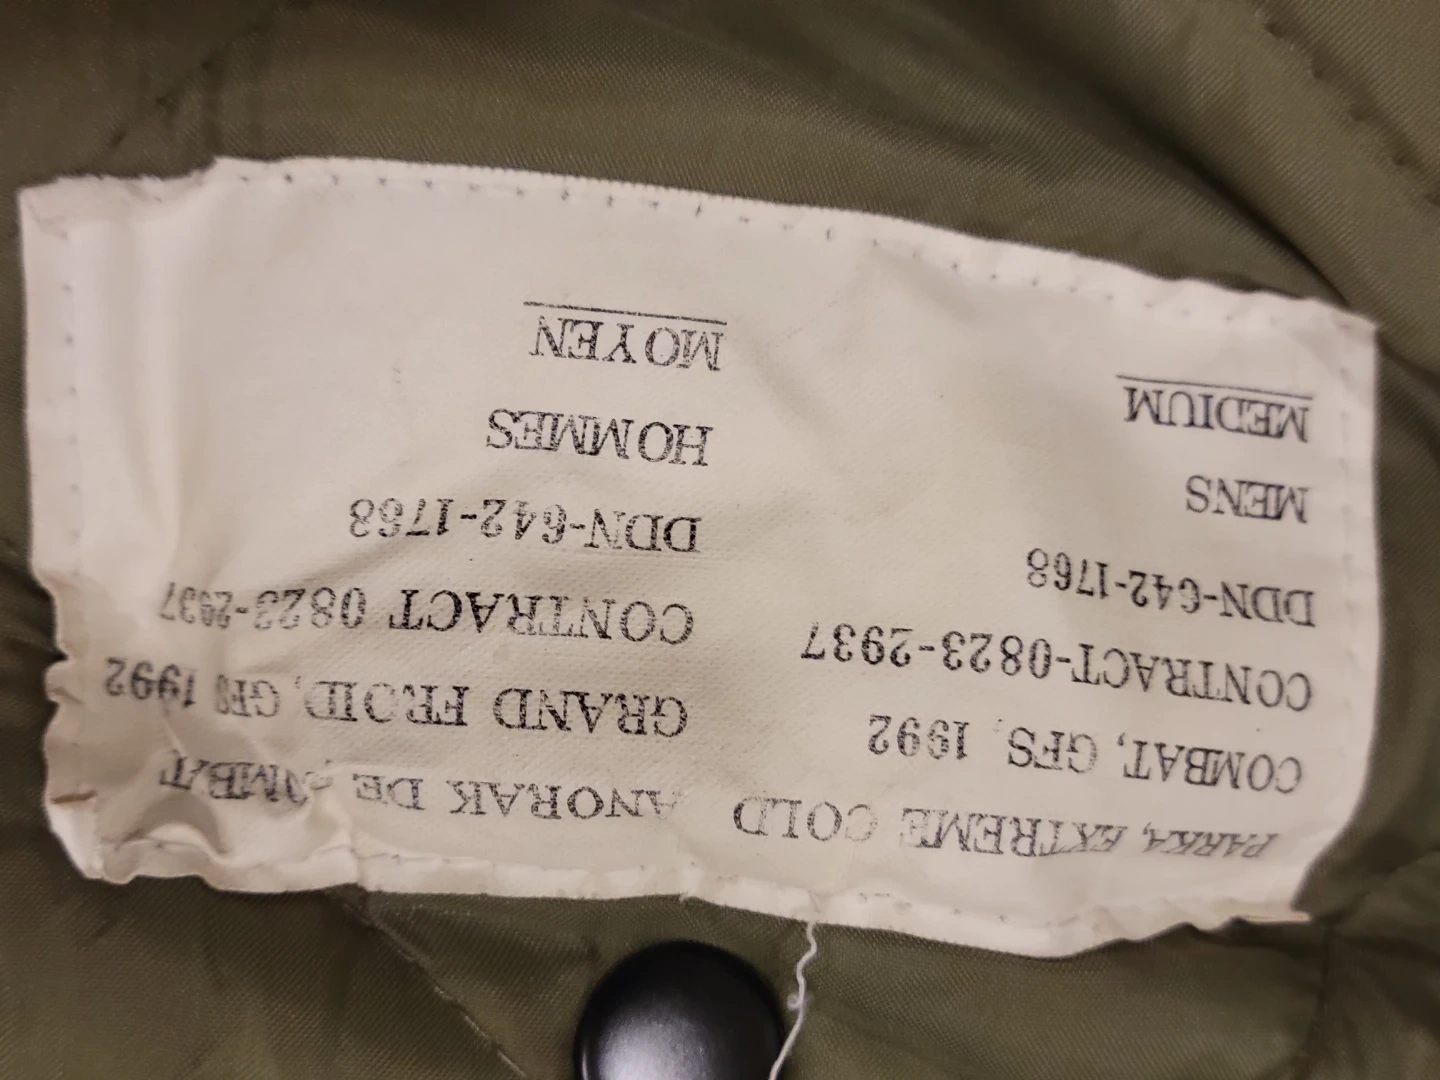 PARKA, EXTREME COLD
COMBAT, GFS, 1992
CONTRACT-0823-2937
DDN-642-1768
MENS
MEDIUM
ANORAK DE COMBAT
GRAND FROID, GFS 1992
CONTRACT 0823-2937
DDN-642-1768
HOMMES
MOYEN